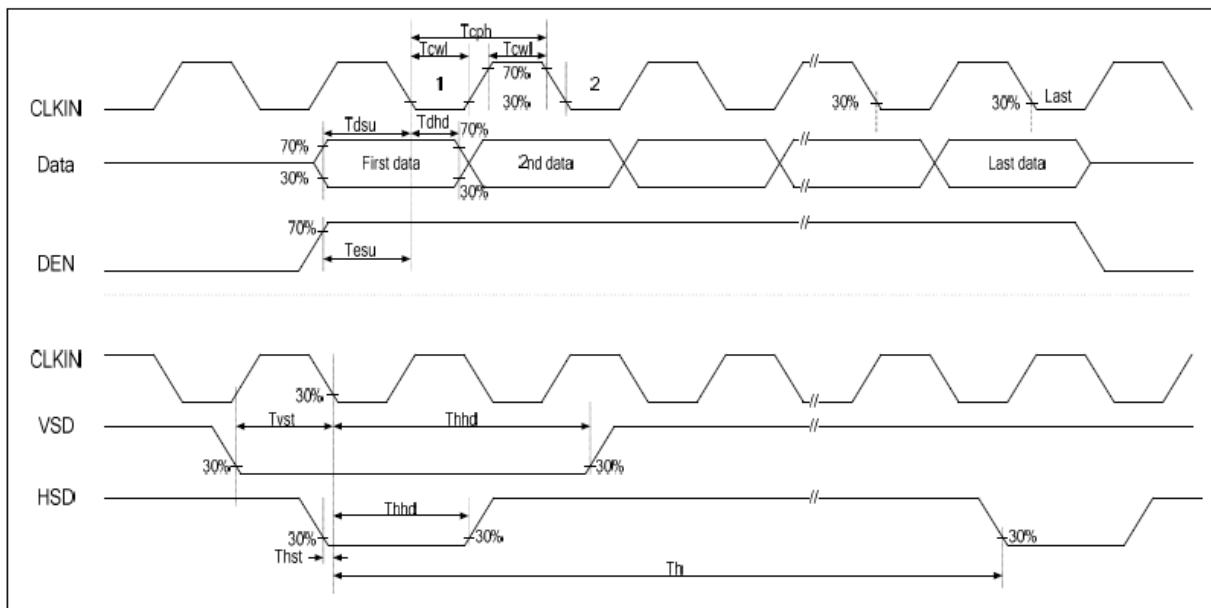 Tcph
Tcwl Tcwl
1 70% 2
CLKIN 30% 30% 30% Last
Tdsu Tdhd 70%
70%
Data First data 2nd data Last data
30% 30%
70%
DEN Tesu
CLKIN
30%
VSD Tvst Thhd
30% 30%
HSD Thhd
30% 30% 30%
Thst
Th